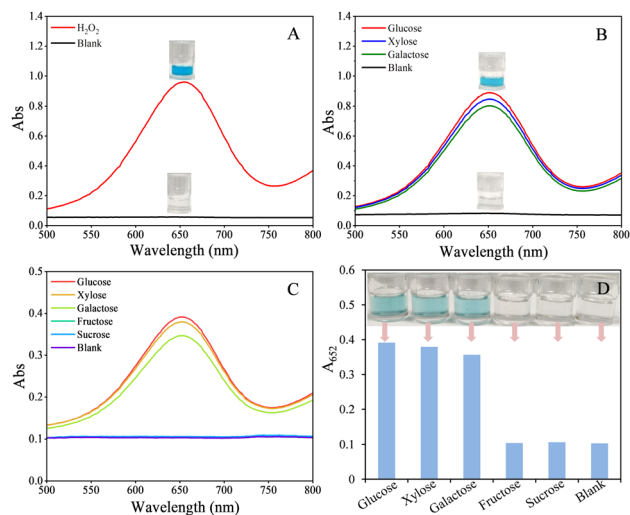 A
H₂O₂
Blank
1.4
1.2
1.0
0.8
0.6
0.4
0.2
0.0
Abs
500 550 600 650 700 750 800
Wavelength (nm)
B
Glucose
Xylose
Galactose
Blank
1.4
1.2
1.0
0.8
0.6
0.4
0.2
0.0
Abs
500 550 600 650 700 750 800
Wavelength (nm)
C
Glucose
Xylose
Galactose
Fructose
Sucrose
Blank
0.5
0.4
0.3
0.2
0.1
0.0
Abs
500 550 600 650 700 750 800
Wavelength (nm)
D
0.6
0.5
0.4
0.3
0.2
0.1
0
A₆₅₂
Glucose Xylose Galactose Fructose Sucrose Blank